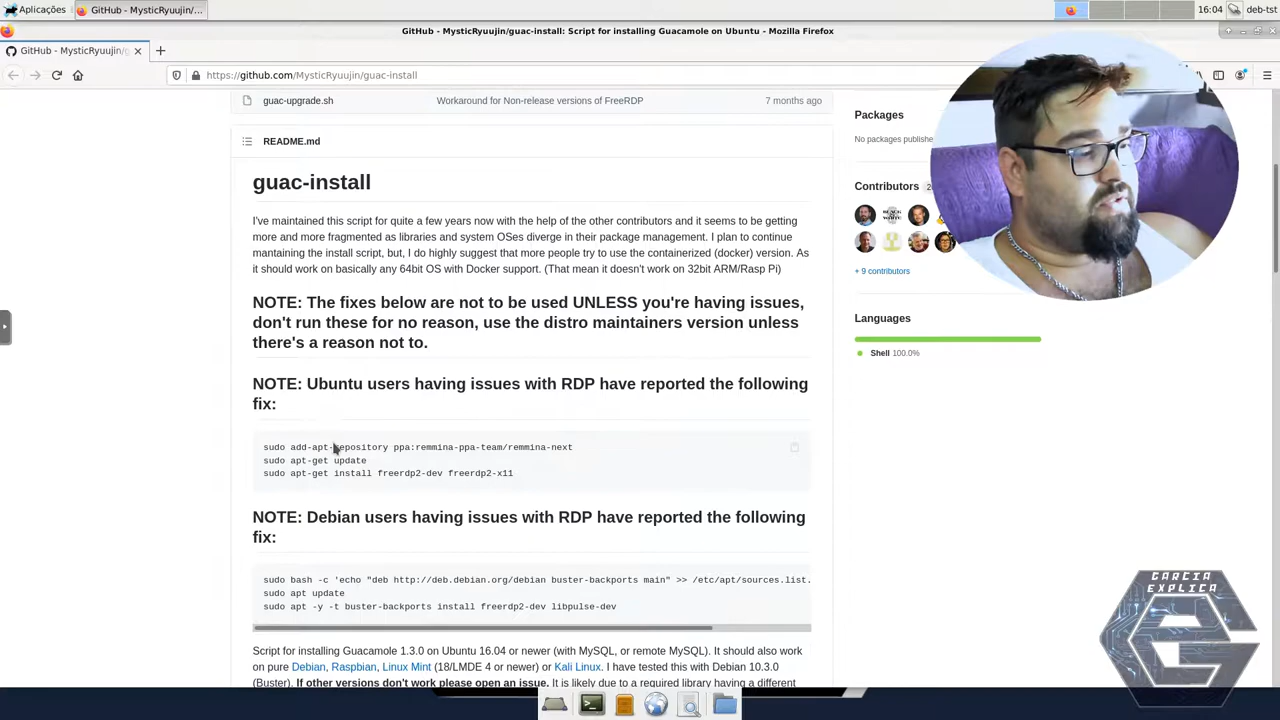 Aplicações
GitHub - MysticRyuujin/...
16:04
deb-tst
GitHub - MysticRyuujin/guac-install: Script for installing Guacamole on Ubuntu - Mozilla Firefox
GitHub - MysticRyuujin/g
https://github.com/MysticRyuujin/guac-install
guac-upgrade.sh
Workaround for Non-release versions of FreeRDP
7 months ago
README.md
guac-install
I've maintained this script for quite a few years now with the help of the other contributors and it seems to be getting
more and more fragmented as libraries and system OSes diverge in their package management. I plan to continue
mantaining the install script, but, I do highly suggest that more people try to use the containerized (docker) version. As
it should work on basically any 64bit OS with Docker support. (That mean it doesn't work on 32bit ARM/Rasp Pi)
NOTE: The fixes below are not to be used UNLESS you're having issues,
don't run these for no reason, use the distro maintainers version unless
there's a reason not to.
NOTE: Ubuntu users having issues with RDP have reported the following
fix:
sudo add-apt-repository ppa:remmina-ppa-team/remmina-next
sudo apt-get update
sudo apt-get install freerdp2-dev freerdp2-x11
NOTE: Debian users having issues with RDP have reported the following
fix:
sudo bash -c 'echo "deb http://deb.debian.org/debian buster-backports main" >> /etc/apt/sources.list.
sudo apt update
sudo apt -y -t buster-backports install freerdp2-dev libpulse-dev
Script for installing Guacamole 1.3.0 on Ubuntu 16.04 or newer (with MySQL, or remote MySQL). It should also work
on pure Debian, Raspbian, Linux Mint (18/LMDE 4 or newer) or Kali Linux. I have tested this with Debian 10.3.0
(Buster). If other versions don't work please open an issue. It is likely due to a required library having a different
Packages
No packages publishe
Contributors
+ 9 contributors
Languages
Shell 100.0%
GARCIA
EXPLICA